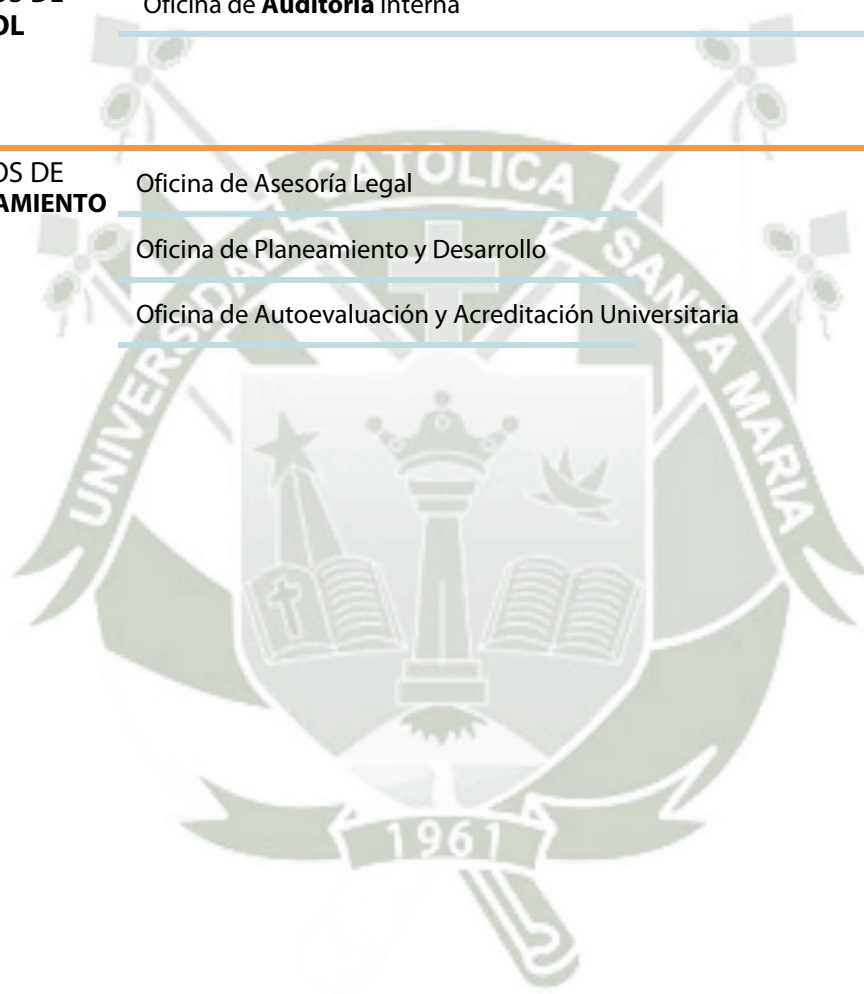 OS DE
OL
Oficina de Auditoría Interna
OS DE
AMIENTO
Oficina de Asesoría Legal
Oficina de Planeamiento y Desarrollo
Oficina de Autoevaluación y Acreditación Universitaria
UNIVERSIDAD CATOLICA SANTA MARIA
1961